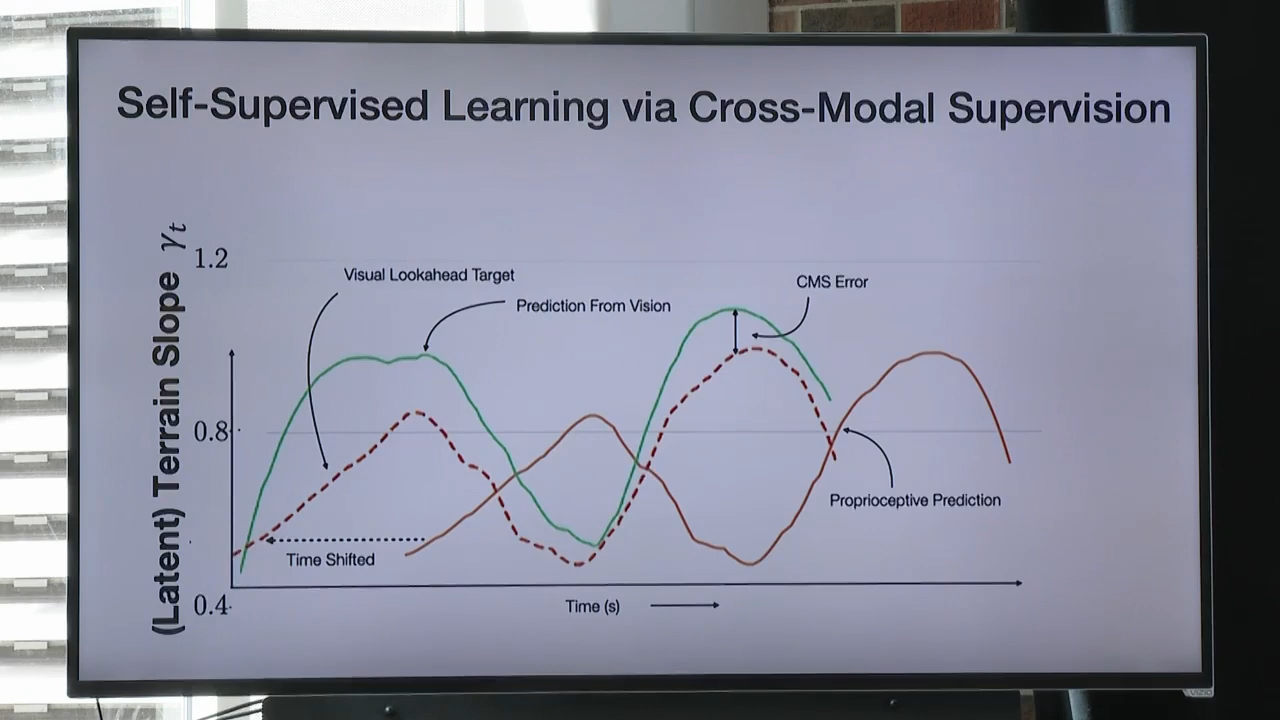 Self-Supervised Learning via Cross-Modal Supervision
(Latent) Terrain Slope γt
1.2
0.8
0.4
Visual Lookahead Target
Prediction From Vision
CMS Error
Proprioceptive Prediction
Time Shifted
Time (s)
VIZIO